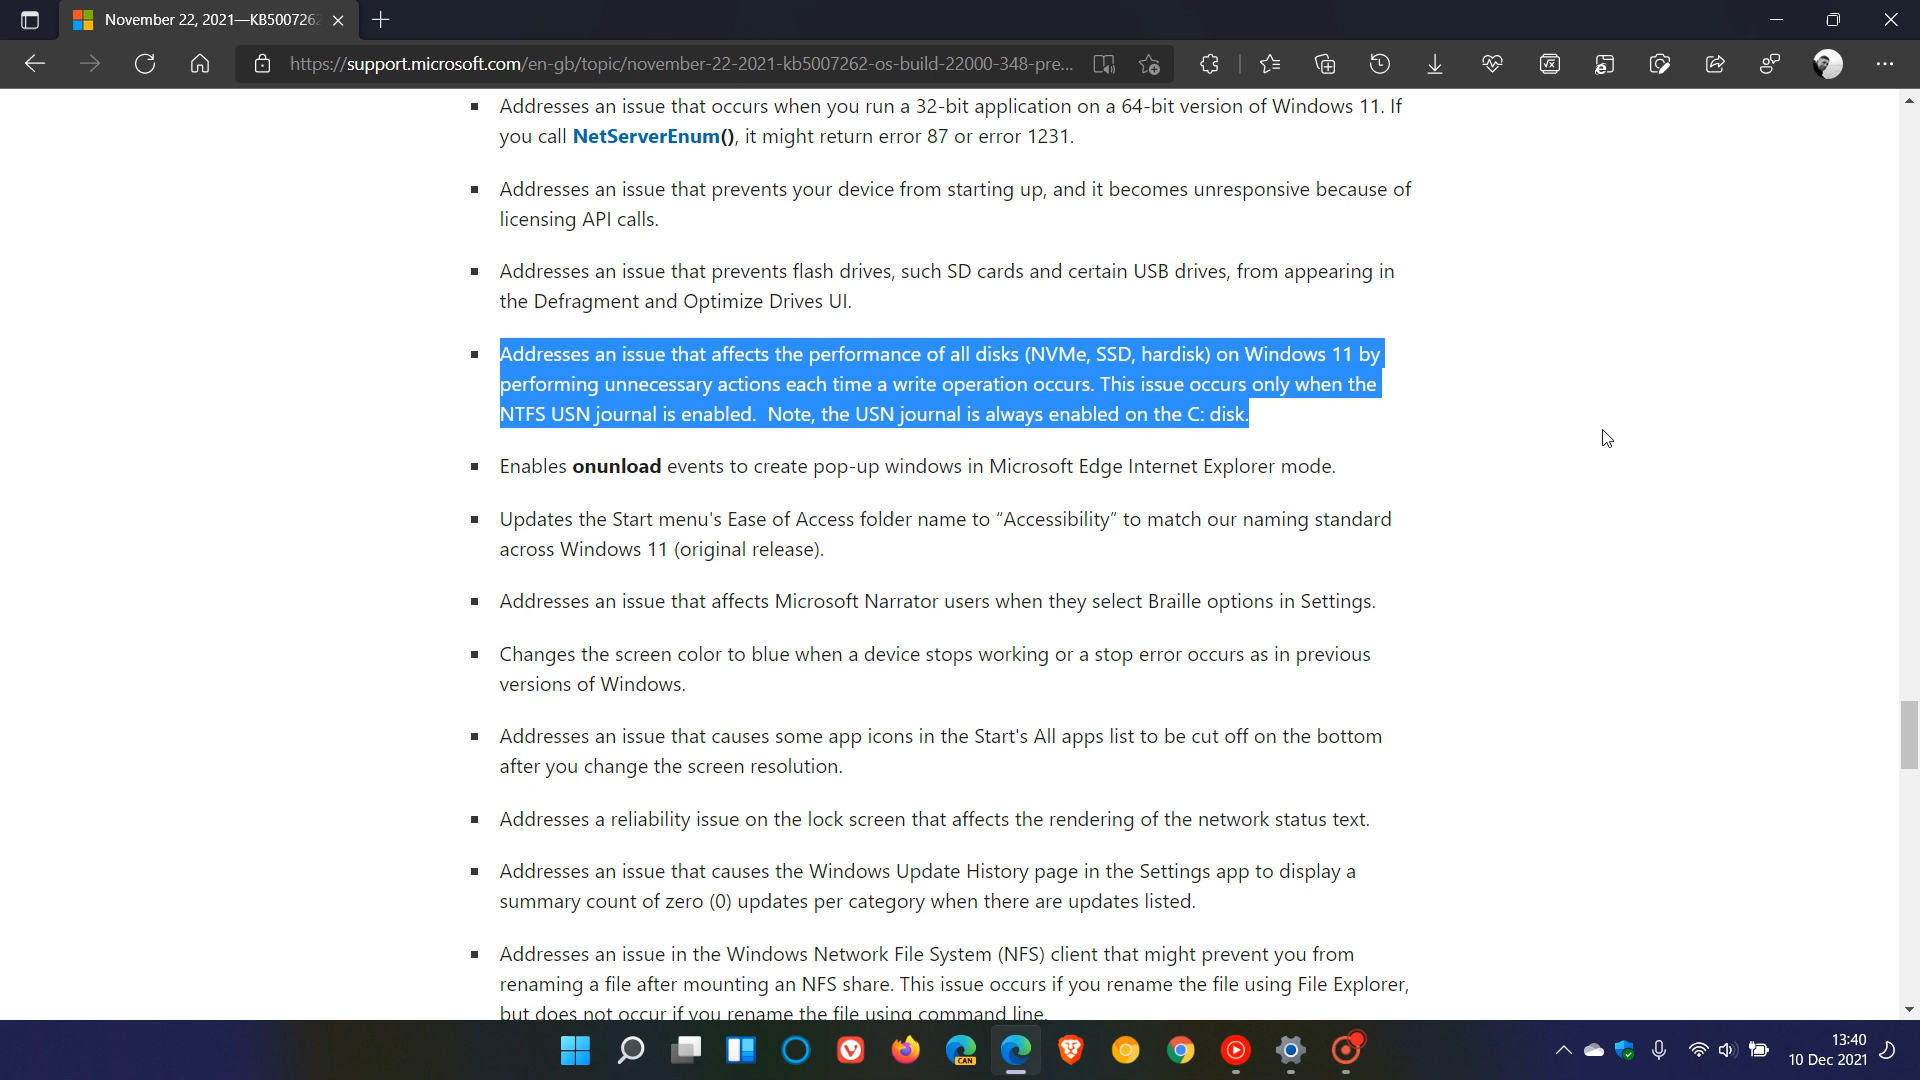 November 22, 2021—KB5007262
https://support.microsoft.com/en-gb/topic/november-22-2021-kb5007262-os-build-22000-348-pre...
Addresses an issue that occurs when you run a 32-bit application on a 64-bit version of Windows 11. If
you call NetServerEnum(), it might return error 87 or error 1231.
Addresses an issue that prevents your device from starting up, and it becomes unresponsive because of
licensing API calls.
Addresses an issue that prevents flash drives, such SD cards and certain USB drives, from appearing in
the Defragment and Optimize Drives UI.
Addresses an issue that affects the performance of all disks (NVMe, SSD, hardisk) on Windows 11 by
performing unnecessary actions each time a write operation occurs. This issue occurs only when the
NTFS USN journal is enabled.  Note, the USN journal is always enabled on the C: disk.
Enables onunload events to create pop-up windows in Microsoft Edge Internet Explorer mode.
Updates the Start menu's Ease of Access folder name to “Accessibility” to match our naming standard
across Windows 11 (original release).
Addresses an issue that affects Microsoft Narrator users when they select Braille options in Settings.
Changes the screen color to blue when a device stops working or a stop error occurs as in previous
versions of Windows.
Addresses an issue that causes some app icons in the Start's All apps list to be cut off on the bottom
after you change the screen resolution.
Addresses a reliability issue on the lock screen that affects the rendering of the network status text.
Addresses an issue that causes the Windows Update History page in the Settings app to display a
summary count of zero (0) updates per category when there are updates listed.
Addresses an issue in the Windows Network File System (NFS) client that might prevent you from
renaming a file after mounting an NFS share. This issue occurs if you rename the file using File Explorer,
but does not occur if you rename the file using command line.
CAN
13:40
10 Dec 2021